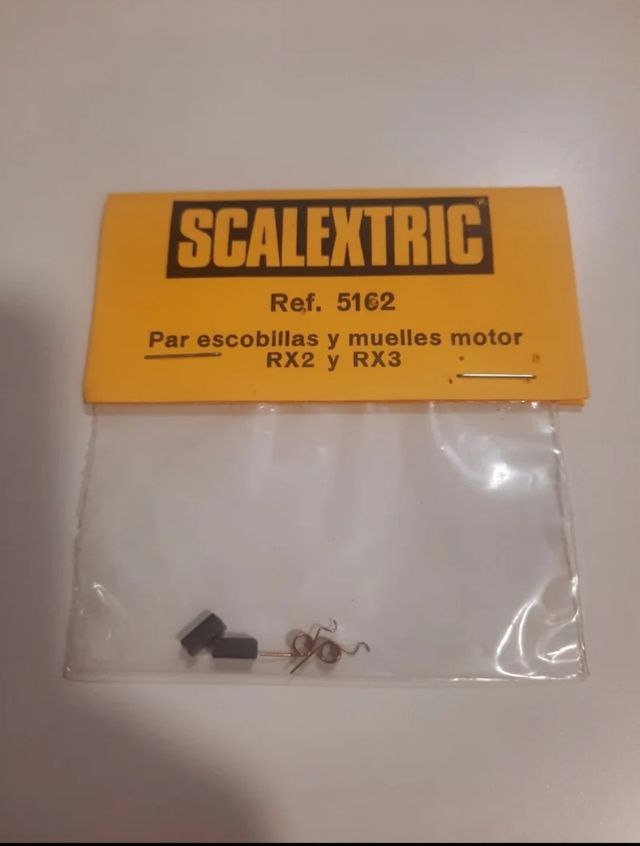 SCALEXTRIC®
Ref. 5162
Par escobillas y muelles motor
RX2 y RX3